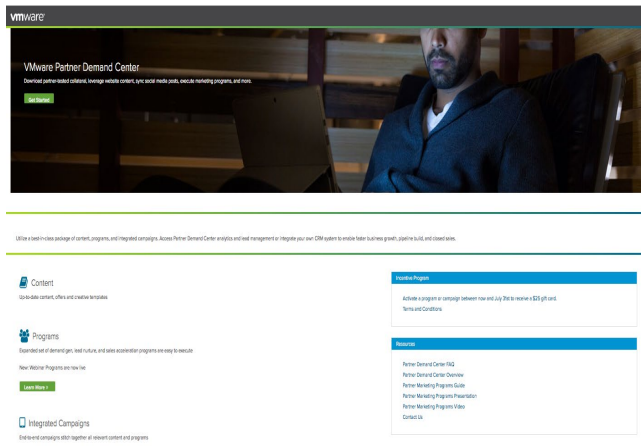 vmware
VMware Partner Demand Center
Download partner-tested collateral, leverage website content, sync social media posts, execute marketing programs, and more.
Get Started
Utilize a best-in-class package of content, programs, and integrated campaigns. Access Partner Demand Center analytics and lead management or integrate your own CRM system to enable faster business growth, pipeline build, and closed sales.
Content
Up-to-date content, offers and creative templates
Programs
Expanded set of demand gen, lead nurture, and sales acceleration programs are easy to execute
New: Webinar Programs are now live
Learn More >
Integrated Campaigns
End-to-end campaigns stitch together all relevant content and programs
Incentive Program
Activate a program or campaign between now and July 31st to receive a $25 gift card.
Terms and Conditions
Resources
Partner Demand Center FAQ
Partner Demand Center Overview
Partner Marketing Programs Guide
Partner Marketing Programs Presentation
Partner Marketing Programs Video
Contact Us